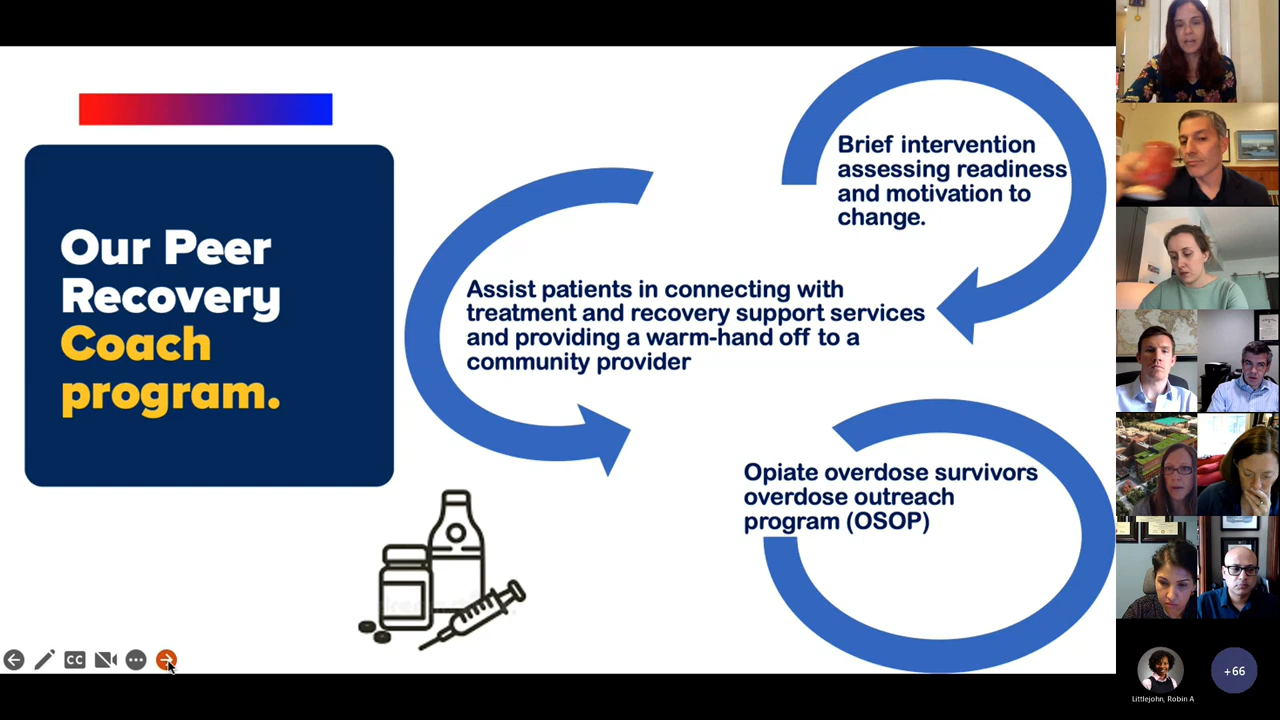 Our Peer
Recovery
Coach
program.
Brief intervention
assessing readiness
and motivation to
change.
Assist patients in connecting with
treatment and recovery support services
and providing a warm-hand off to a
community provider
Opiate overdose survivors
overdose outreach
program (OSOP)
CC
Littlejohn, Robin A
+66